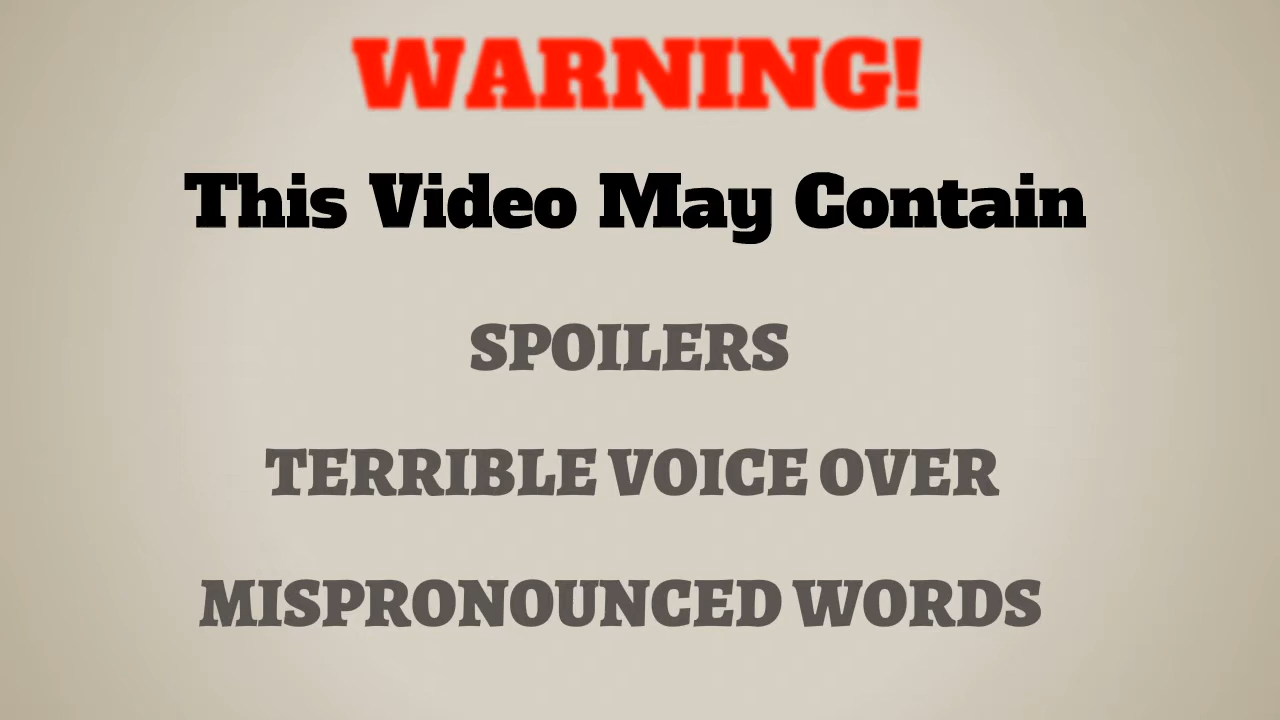 WARNING!
This Video May Contain
SPOILERS
TERRIBLE VOICE OVER
MISPRONOUNCED WORDS